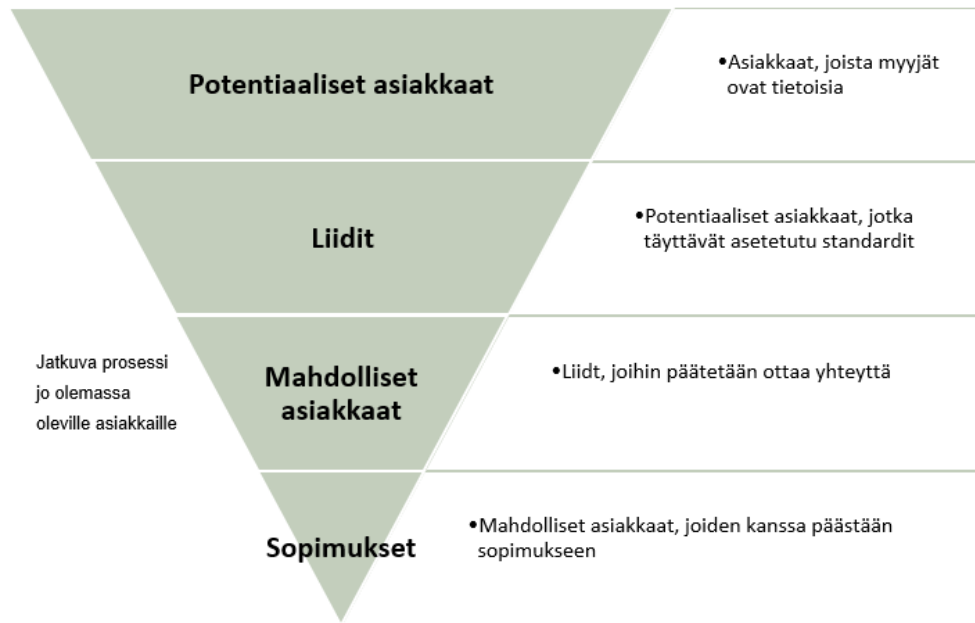 Potentiaaliset asiakkaat
•Asiakkaat, joista myyjät
ovat tietoisia
Liidit
•Potentiaaliset asiakkaat, jotka
täyttävät asetetutu standardit
Jatkuva prosessi
jo olemassa
oleville asiakkaille
Mahdolliset
asiakkaat
•Liidt, joihin päätetään ottaa yhteyttä
Sopimukset
•Mahdolliset asiakkaat, joiden kanssa päästään
sopimukseen